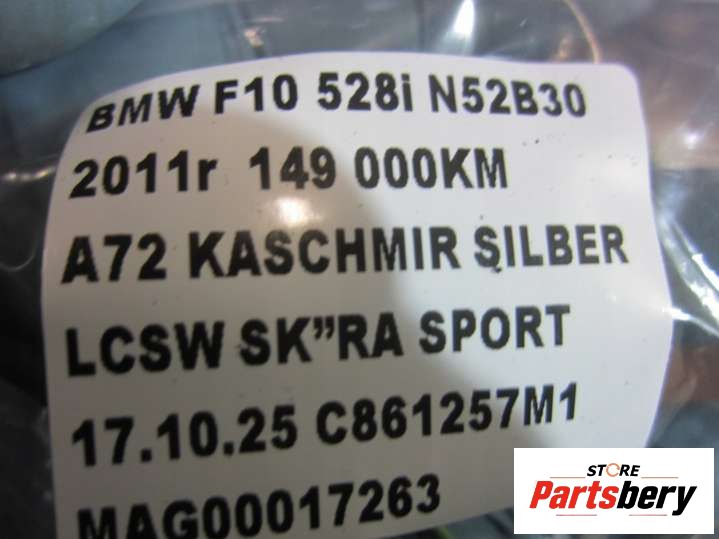 BMW F10 528i N52B30
2011r 149 000KM
A72 KASCHMIR SILBER
LCSW SK”RA SPORT
17.10.25 C861257M1
MAG00017263
STORE
Partsbery